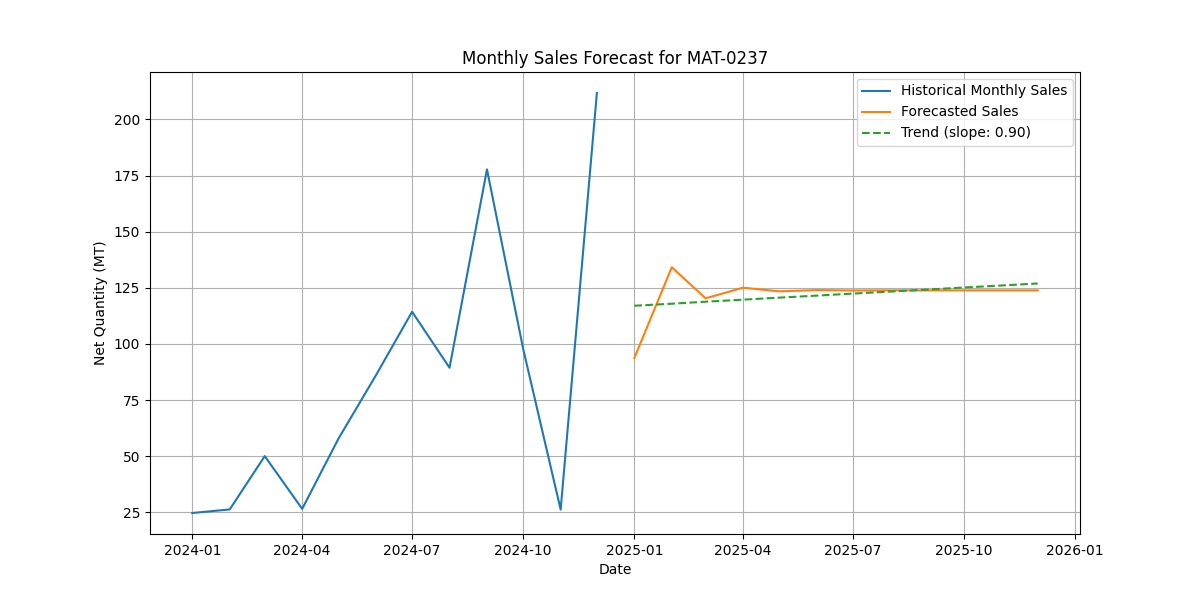 Monthly Sales Forecast for MAT-0237
Historical Monthly Sales
Forecasted Sales
Trend (slope: 0.90)
Net Quantity (MT)
200
175
150
125
100
75
50
25
2024-01 2024-04 2024-07 2024-10 2025-01 2025-04 2025-07 2025-10 2026-01
Date